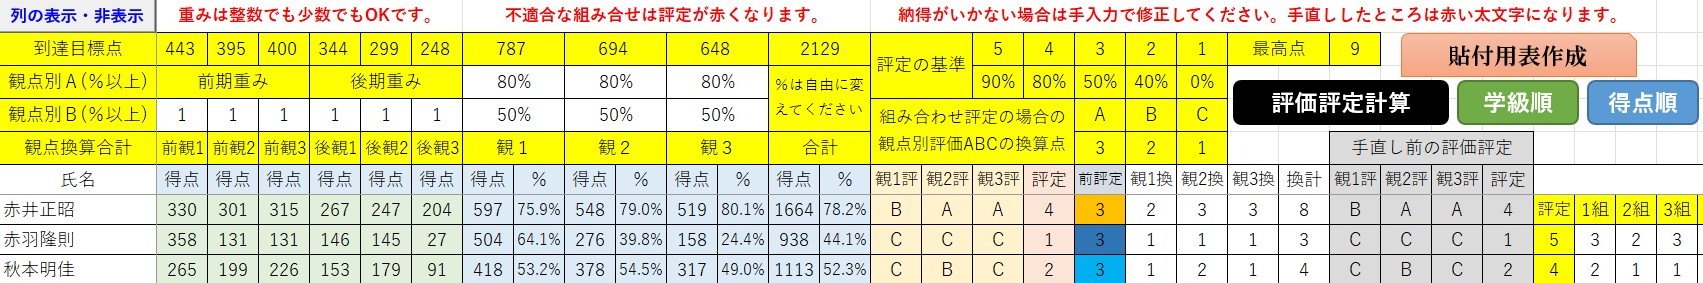 列の表示・非表示 重みは整数でも少数でもOKです。 不適合な組み合せは評定が赤くなります。 納得がいかない場合は手入力で修正してください。手直ししたところは赤い太文字になります。
到達目標点 443 395 400 344 299 248 787 694 648 2129 評定の基準 5 4 3 2 1 最高点 9 貼付用表作成
観点別A(%以上) 前期重み 後期重み 80% 80% 80% %は自由に変えてください 90% 80% 50% 40% 0% 評価評定計算 学級順 得点順
観点別B(%以上) 1 1 1 1 1 1 50% 50% 50% 組み合わせ評定の場合の観点別評価ABCの換算点 A B C
観点換算合計 前観1 前観2 前観3 後観1 後観2 後観3 観1 観2 観3 合計 3 2 1 手直し前の評価評定
氏名 得点 得点 得点 得点 得点 得点 得点 % 得点 % 得点 % 得点 % 観1評 観2評 観3評 評定 前評定 観1換 観2換 観3換 換計 観1評 観2評 観3評 評定
赤井正昭 330 301 315 267 247 204 597 75.9% 548 79.0% 519 80.1% 1664 78.2% B A A 4 3 2 3 3 8 B A A 4 評定 1組 2組 3組
赤羽隆則 358 131 131 146 145 27 504 64.1% 276 39.8% 158 24.4% 938 44.1% C C C 1 3 1 1 1 3 C C C 1 5 3 2 3
秋本明佳 265 199 226 153 179 91 418 53.2% 378 54.5% 317 49.0% 1113 52.3% C B C 2 3 1 2 1 4 C B C 2 4 2 1 1